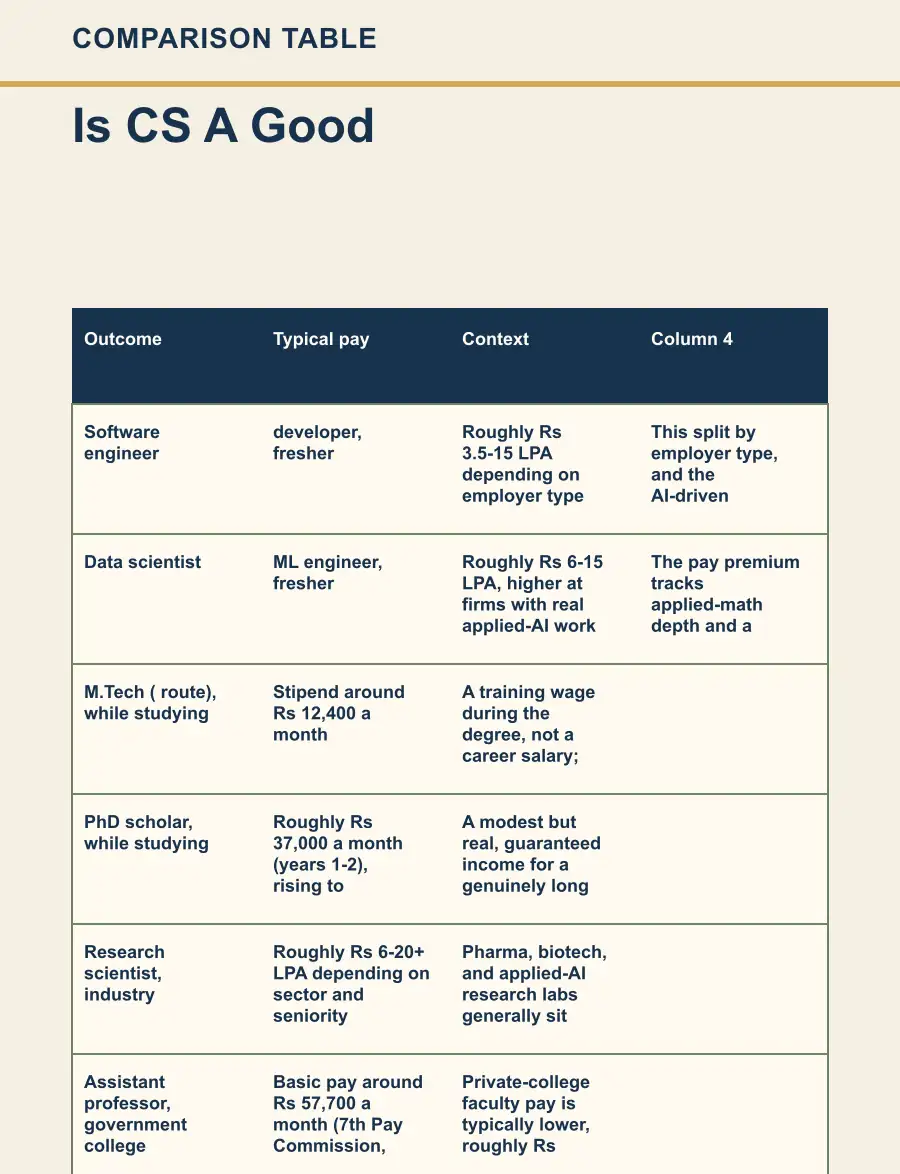 COMPARISON TABLE
Is CS A Good
Outcome
Typical pay
Context
Column 4
Software
engineer
developer,
fresher
Roughly Rs
3.5-15 LPA
depending on
employer type
This split by
employer type,
and the
AI-driven
Data scientist
ML engineer,
fresher
Roughly Rs 6-15
LPA, higher at
firms with real
applied-AI work
The pay premium
tracks
applied-math
depth and a
M.Tech ( route),
while studying
Stipend around
Rs 12,400 a
month
A training wage
during the
degree, not a
career salary;
PhD scholar,
while studying
Roughly Rs
37,000 a month
(years 1-2),
rising to
A modest but
real, guaranteed
income for a
genuinely long
Research
scientist,
industry
Roughly Rs 6-20+
LPA depending on
sector and
seniority
Pharma, biotech,
and applied-AI
research labs
generally sit
Assistant
professor,
government
college
Basic pay around
Rs 57,700 a
month (7th Pay
Commission,
Private-college
faculty pay is
typically lower,
roughly Rs